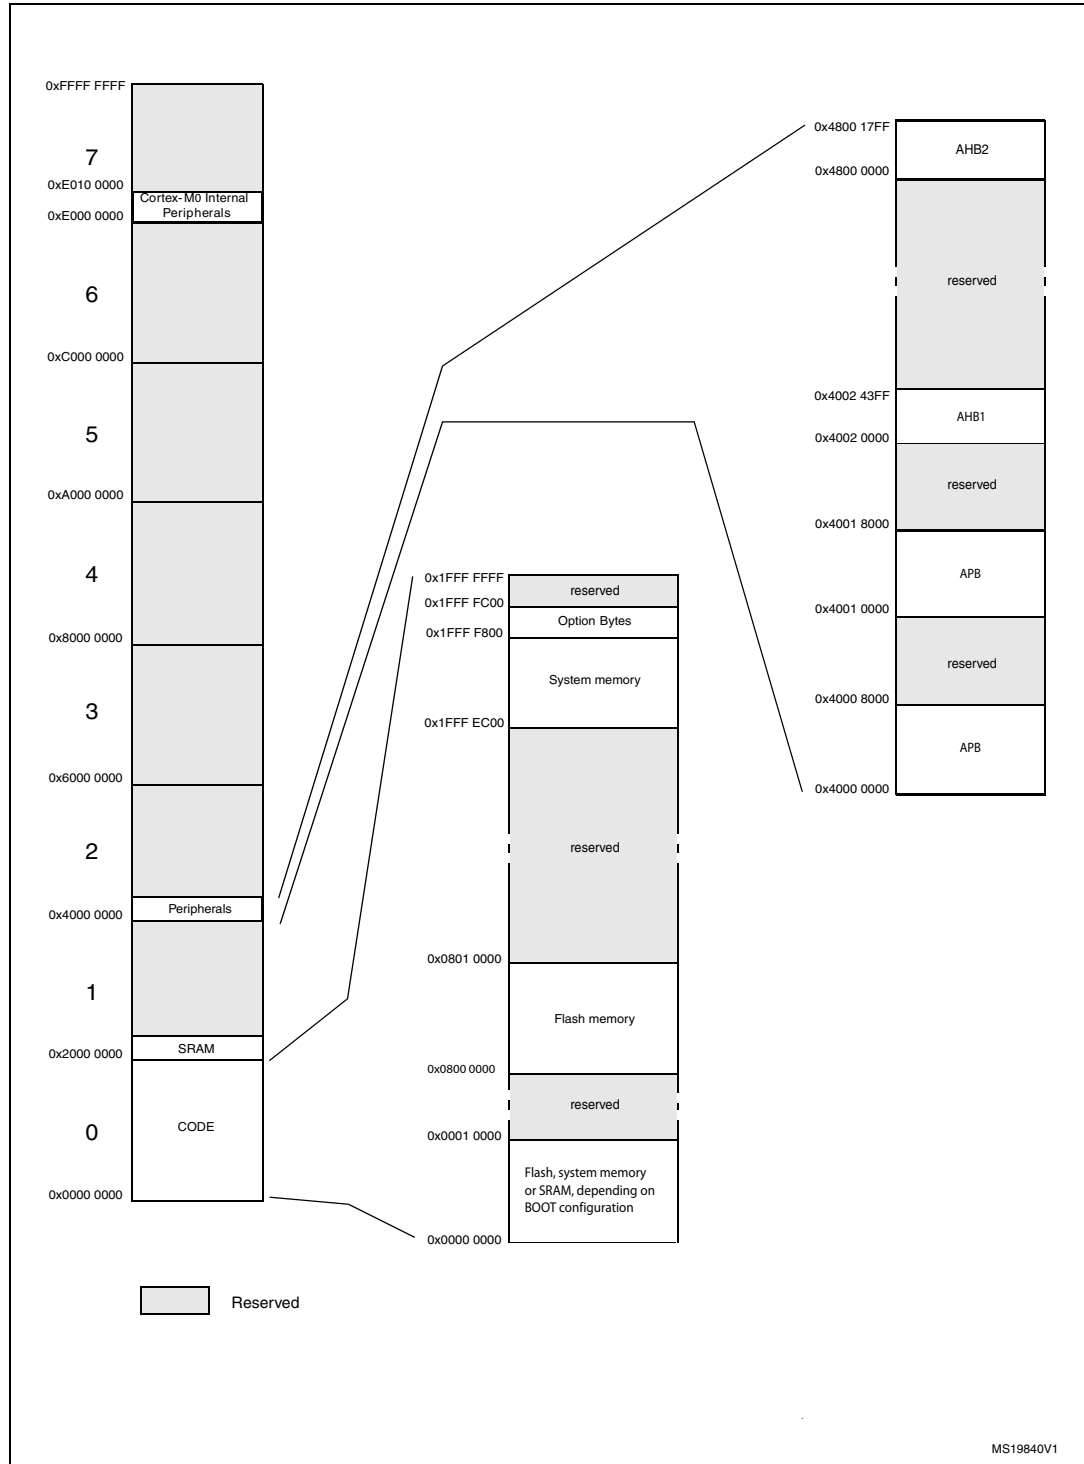 0xFFFF FFFF
7
0xE010 0000
Cortex-M0 Internal
Peripherals
0xE000 0000
6
0xC000 0000
5
0xA000 0000
4
0x8000 0000
3
0x6000 0000
2
Peripherals
0x4000 0000
1
SRAM
0x2000 0000
CODE
0
0x0000 0000
0x1FFF FFFF
reserved
0x1FFF FC00
Option Bytes
0x1FFF F800
System memory
0x1FFF EC00
reserved
0x0801 0000
Flash memory
0x0800 0000
reserved
0x0001 0000
Flash, system memory
or SRAM, depending on
BOOT configuration
0x0000 0000
0x4800 17FF
AHB2
0x4800 0000
reserved
0x4002 43FF
AHB1
0x4002 0000
reserved
0x4001 8000
APB
0x4001 0000
reserved
0x4000 8000
APB
0x4000 0000
Reserved
MS19840V1